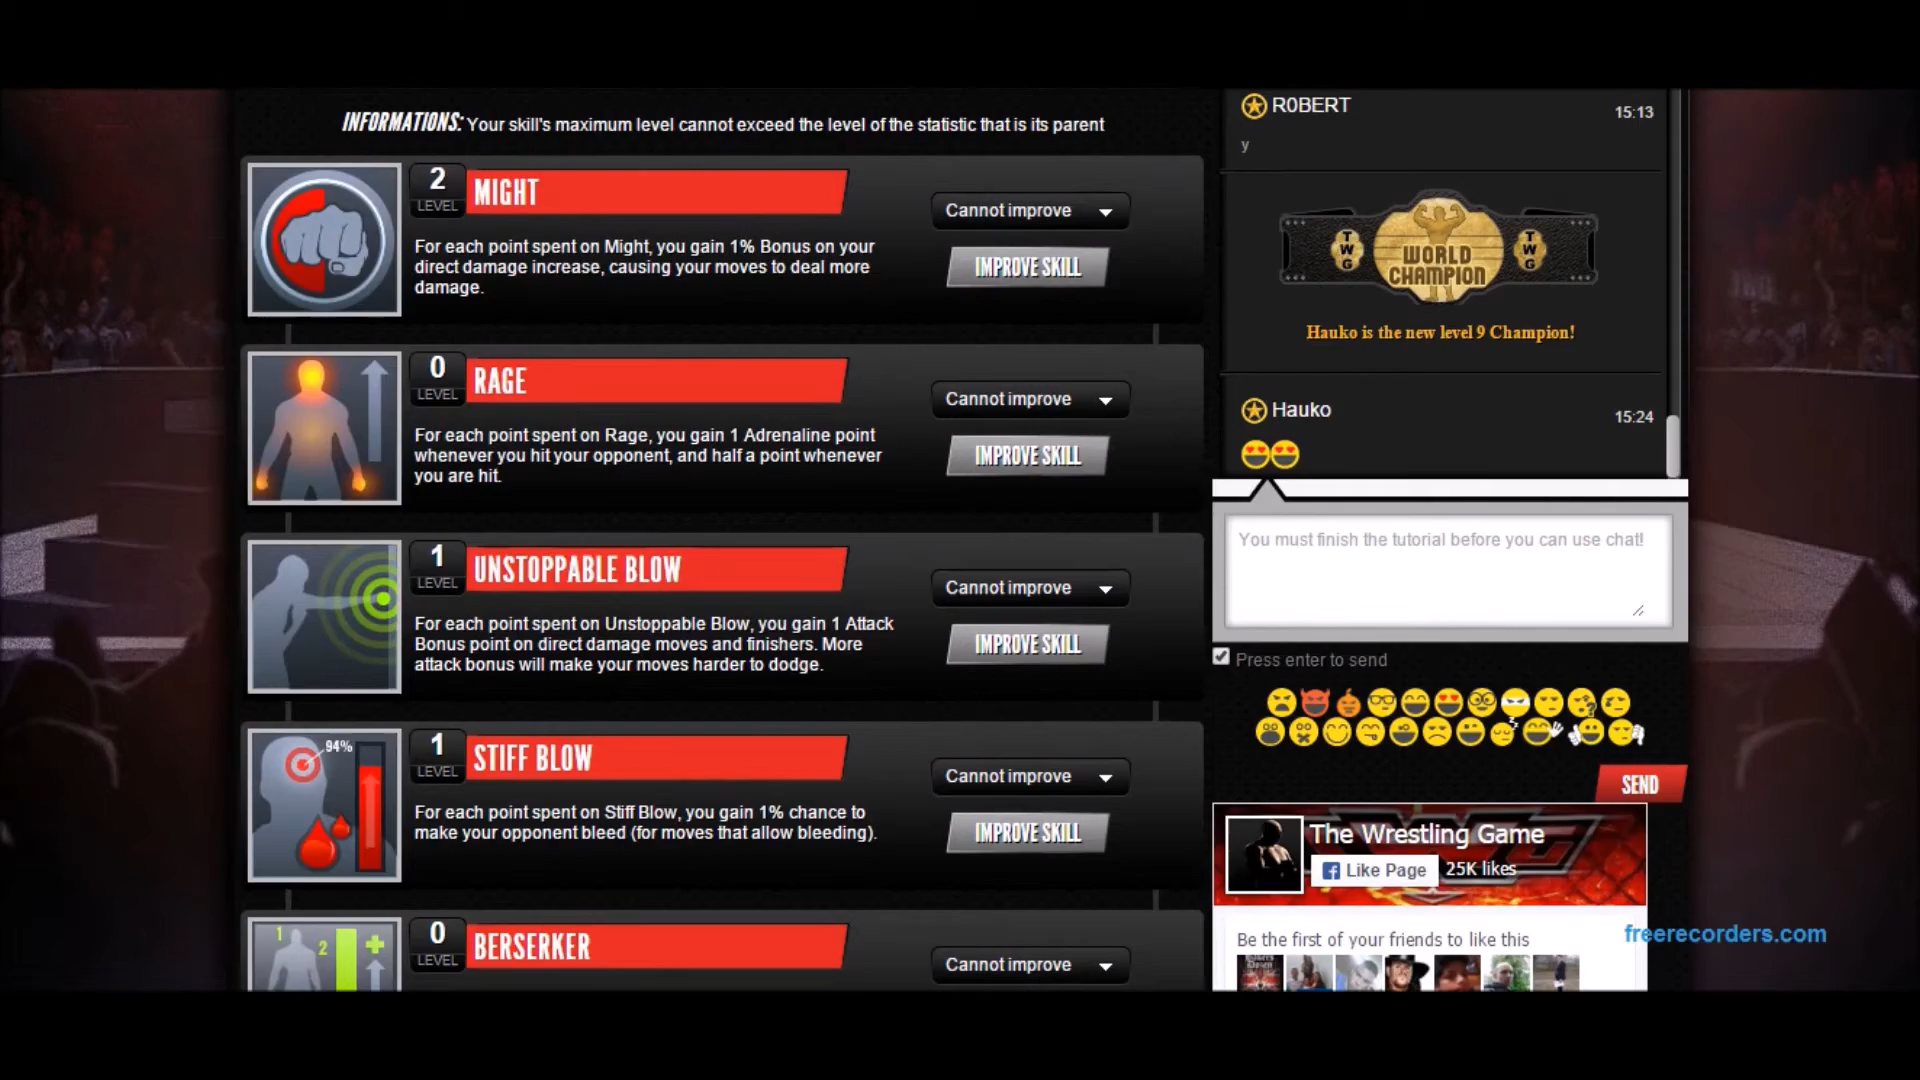 INFORMATIONS: Your skill's maximum level cannot exceed the level of the statistic that is its parent
2
LEVEL
MIGHT
For each point spent on Might, you gain 1% Bonus on your
direct damage increase, causing your moves to deal more
damage.
Cannot improve
IMPROVE SKILL
0
LEVEL
RAGE
For each point spent on Rage, you gain 1 Adrenaline point
whenever you hit your opponent, and half a point whenever
you are hit.
Cannot improve
IMPROVE SKILL
1
LEVEL
UNSTOPPABLE BLOW
For each point spent on Unstoppable Blow, you gain 1 Attack
Bonus point on direct damage moves and finishers. More
attack bonus will make your moves harder to dodge.
Cannot improve
IMPROVE SKILL
94%
1
LEVEL
STIFF BLOW
For each point spent on Stiff Blow, you gain 1% chance to
make your opponent bleed (for moves that allow bleeding).
Cannot improve
IMPROVE SKILL
1
2
0
LEVEL
BERSERKER
Cannot improve
R0BERT
15:13
y
TWG
WORLD
CHAMPION
TWG
Hauko is the new level 9 Champion!
Hauko
15:24
You must finish the tutorial before you can use chat!
Press enter to send
SEND
The Wrestling Game
Like Page
25K likes
Be the first of your friends to like this
freerecorders.com